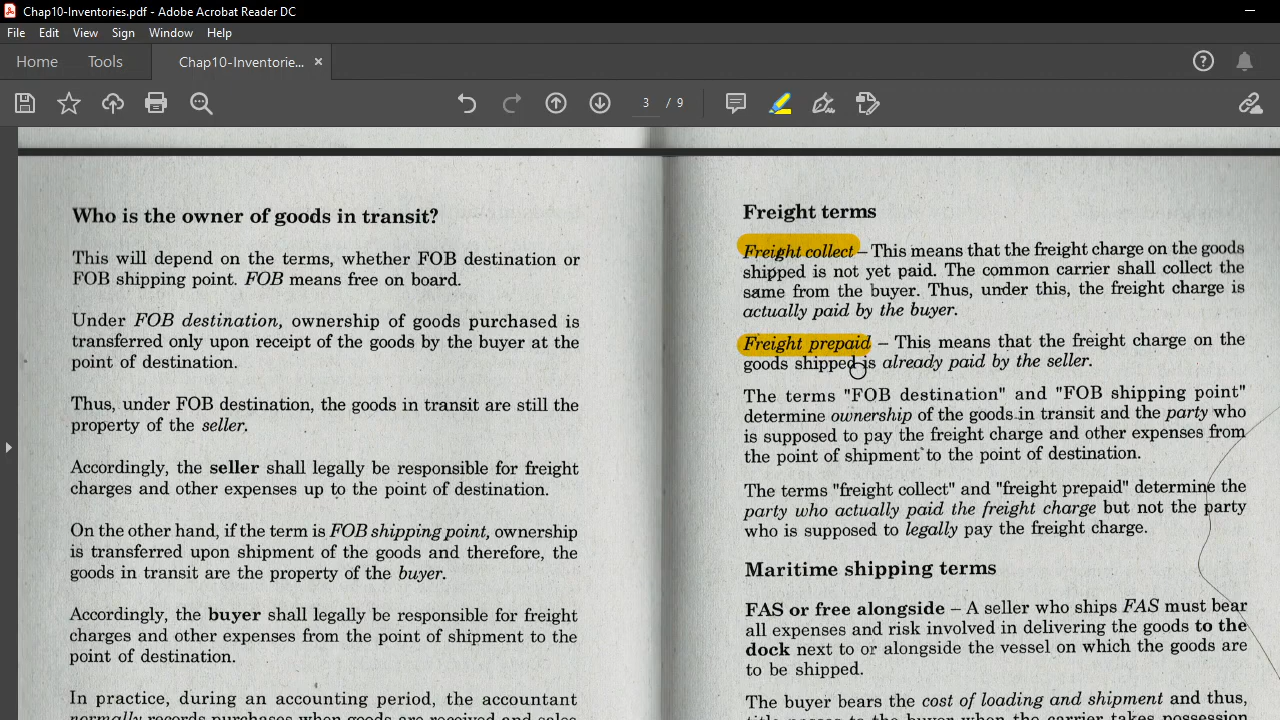 Chap10-Inventories.pdf - Adobe Acrobat Reader DC
File Edit View Sign Window Help
Home Tools Chap10-Inventorie... ×
3 / 9
Who is the owner of goods in transit?
This will depend on the terms, whether FOB destination or
FOB shipping point. FOB means free on board.
Under FOB destination, ownership of goods purchased is
transferred only upon receipt of the goods by the buyer at the
point of destination.
Thus, under FOB destination, the goods in transit are still the
property of the seller.
Accordingly, the seller shall legally be responsible for freight
charges and other expenses up to the point of destination.
On the other hand, if the term is FOB shipping point, ownership
is transferred upon shipment of the goods and therefore, the
goods in transit are the property of the buyer.
Accordingly, the buyer shall legally be responsible for freight
charges and other expenses from the point of shipment to the
point of destination.
In practice, during an accounting period, the accountant
normally records purchases when goods are received and sales
Freight terms
Freight collect – This means that the freight charge on the goods
shipped is not yet paid. The common carrier shall collect the
same from the buyer. Thus, under this, the freight charge is
actually paid by the buyer.
Freight prepaid – This means that the freight charge on the
goods shipped is already paid by the seller.
The terms "FOB destination" and "FOB shipping point"
determine ownership of the goods in transit and the party who
is supposed to pay the freight charge and other expenses from
the point of shipment to the point of destination.
The terms "freight collect" and "freight prepaid" determine the
party who actually paid the freight charge but not the party
who is supposed to legally pay the freight charge.
Maritime shipping terms
FAS or free alongside – A seller who ships FAS must bear
all expenses and risk involved in delivering the goods to the
dock next to or alongside the vessel on which the goods are
to be shipped.
The buyer bears the cost of loading and shipment and thus,
title passes to the buyer when the carrier takes possession